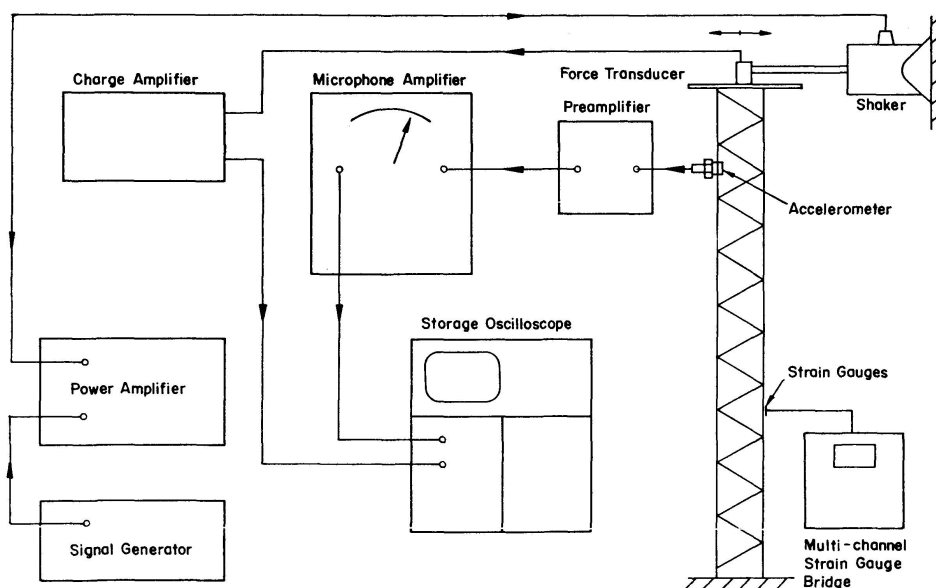 Charge Amplifier
Microphone Amplifier
Force Transducer
Preamplifier
Shaker
Accelerometer
Storage Oscilloscope
Power Amplifier
Strain Gauges
Signal Generator
Multi-channel
Strain Gauge
Bridge